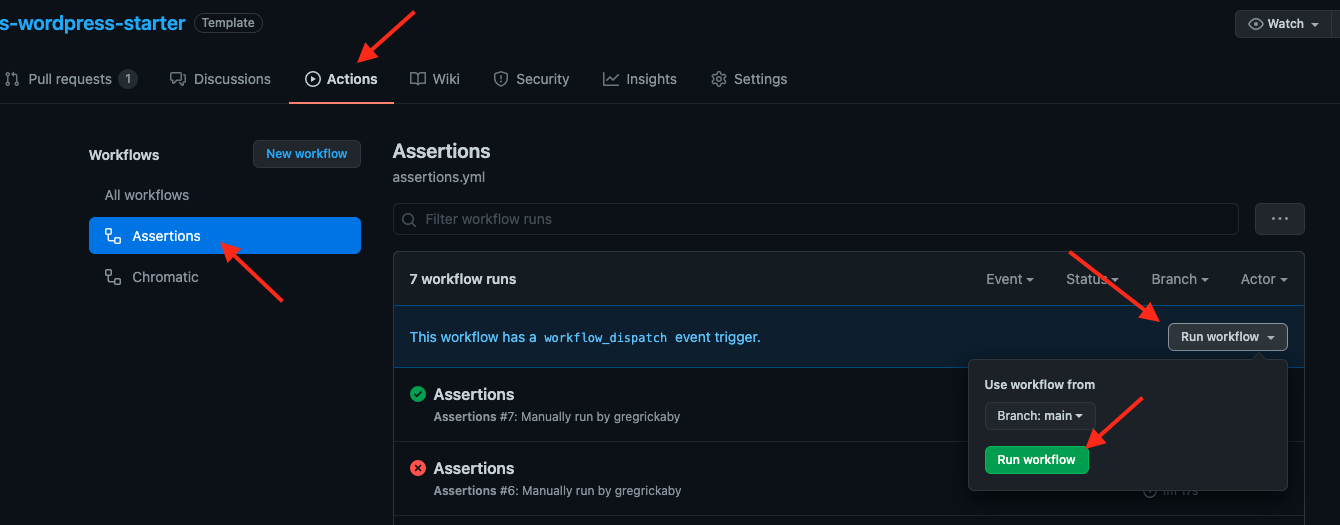 s-wordpress-starter Template Watch
Pull requests 1 Discussions Actions Wiki Security Insights Settings
Workflows New workflow
All workflows
Assertions
Chromatic
Assertions
assertions.yml
Filter workflow runs
7 workflow runs Event Status Branch Actor
This workflow has a workflow_dispatch event trigger. Run workflow
Use workflow from
Branch: main
Run workflow
Assertions
Assertions #7: Manually run by gregrickaby
Assertions
Assertions #6: Manually run by gregrickaby
1m 17s